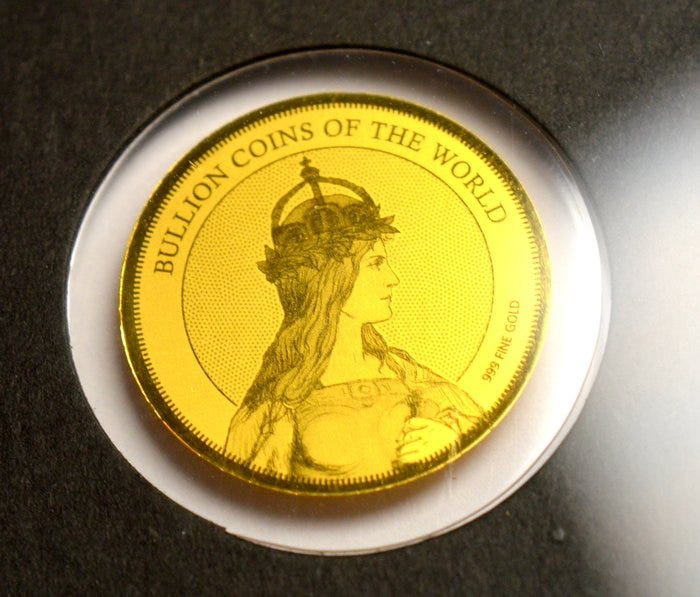 BULLION COINS OF THE WORLD
999 FINE GOLD